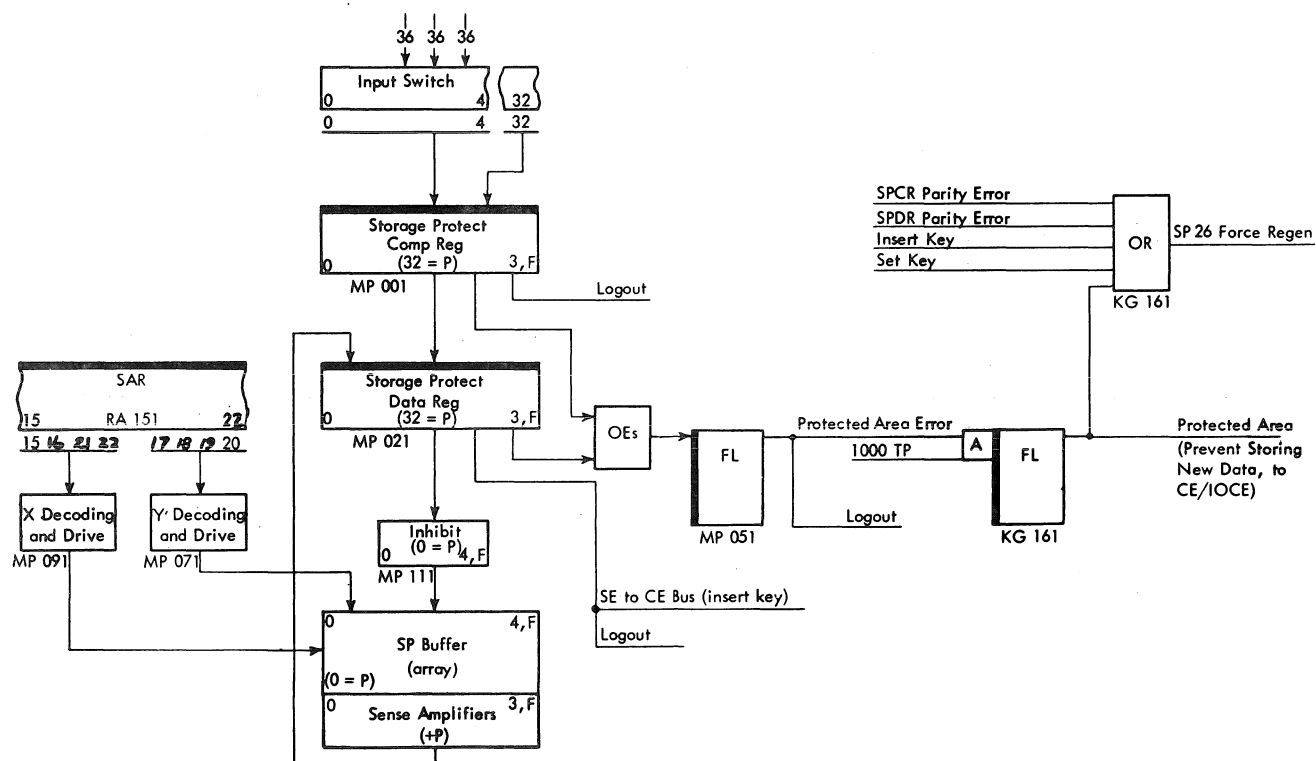 36 36 36
Input Switch
0 4 32
0 4 32
Storage Protect
Comp Reg
(32 = P)
0 3,F
MP 001
Logout
SPCR Parity Error
SPDR Parity Error
Insert Key
Set Key
OR
SP 26 Force Regen
KG 161
SAR
15 RA 151 22
15 16 21 22 17 18 19 20
Storage Protect
Data Reg
(32 = P)
0 3,F
MP 021
OEs
FL
MP 051
Protected Area Error
1000 TP
A
FL
KG 161
Logout
Protected Area
(Prevent Storing
New Data, to
CE/IOCE)
X Decoding
and Drive
MP 091
Y' Decoding
and Drive
MP 071
Inhibit
(0 = P)
0 4,F
MP 111
SE to CE Bus (insert key)
Logout
0 4,F
SP Buffer
(array)
(0 = P)
0 3,F
Sense Amplifiers
(+P)